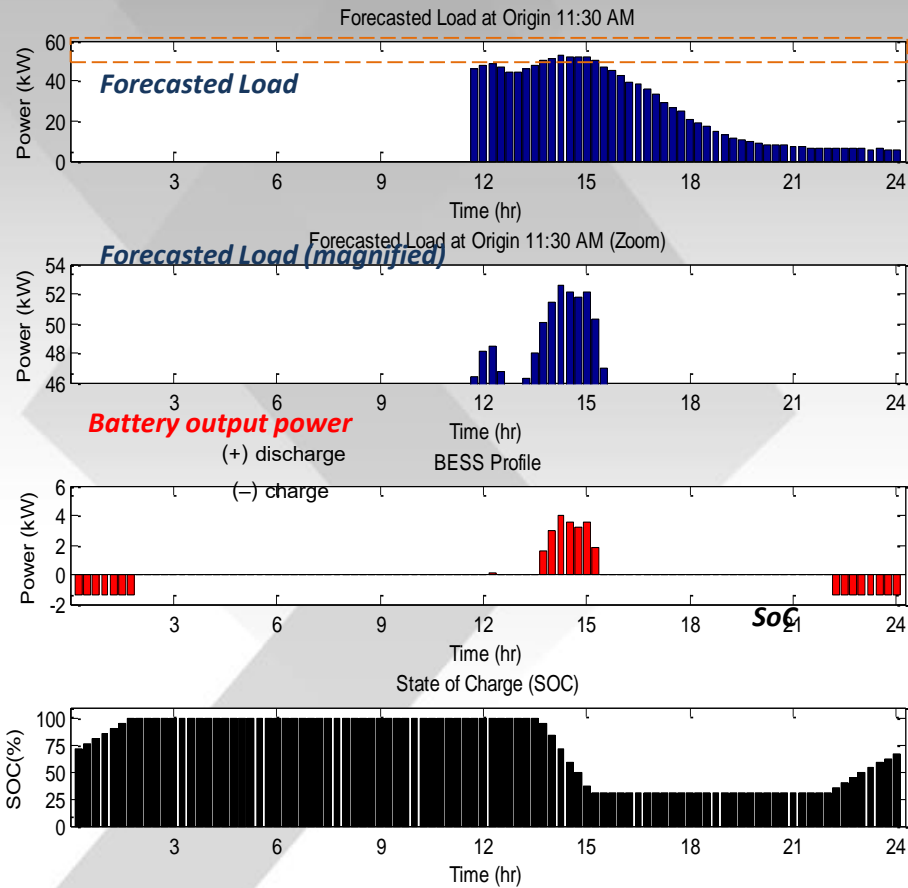 Forecasted Load at Origin 11:30 AM
60
40
20
0
Power (kW)
Forecasted Load
3 6 9 12 15 18 21 24
Time (hr)
Forecasted Load at Origin 11:30 AM (Zoom)
Forecasted Load (magnified)
54
52
50
48
46
Power (kW)
3 6 9 12 15 18 21 24
Time (hr)
Battery output power
(+) discharge
BESS Profile
(–) charge
6
4
2
0
-2
Power (kW)
SoC
3 6 9 12 15 18 21 24
Time (hr)
State of Charge (SOC)
100
75
50
25
0
SOC(%)
3 6 9 12 15 18 21 24
Time (hr)